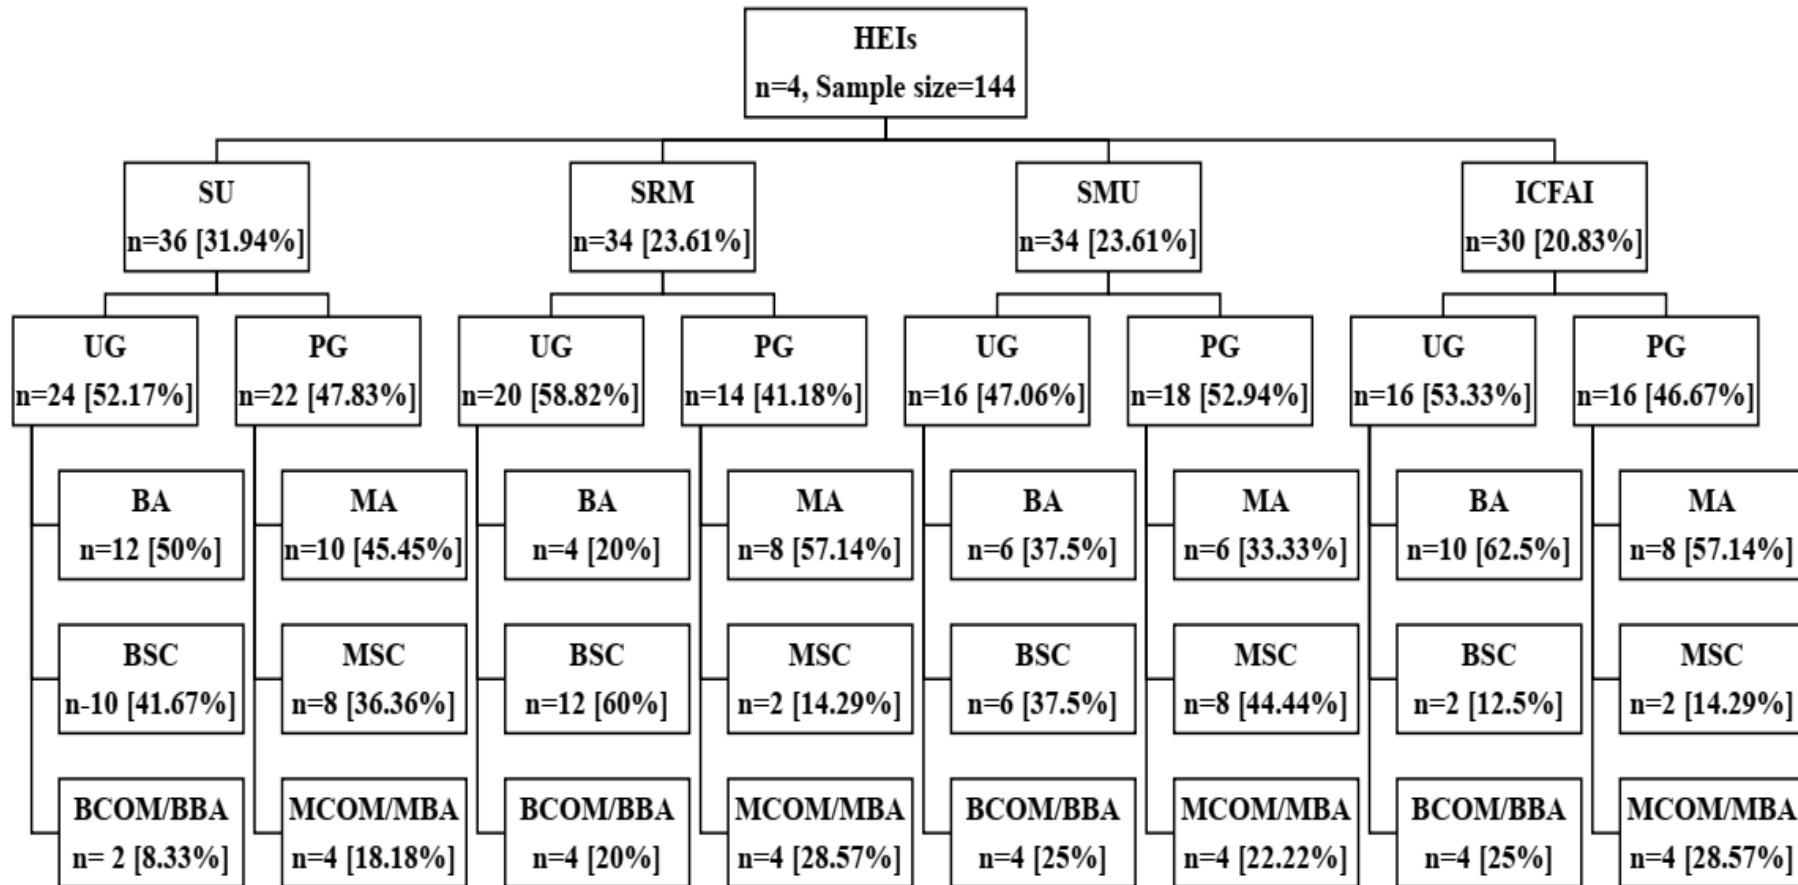 HEIs
n=4, Sample size=144
SU
n=36 [31.94%]
SRM
n=34 [23.61%]
SMU
n=34 [23.61%]
ICFAI
n=30 [20.83%]
UG
n=24 [52.17%]
PG
n=22 [47.83%]
UG
n=20 [58.82%]
PG
n=14 [41.18%]
UG
n=16 [47.06%]
PG
n=18 [52.94%]
UG
n=16 [53.33%]
PG
n=16 [46.67%]
BA
n=12 [50%]
MA
n=10 [45.45%]
BA
n=4 [20%]
MA
n=8 [57.14%]
BA
n=6 [37.5%]
MA
n=6 [33.33%]
BA
n=10 [62.5%]
MA
n=8 [57.14%]
BSC
n-10 [41.67%]
MSC
n=8 [36.36%]
BSC
n=12 [60%]
MSC
n=2 [14.29%]
BSC
n=6 [37.5%]
MSC
n=8 [44.44%]
BSC
n=2 [12.5%]
MSC
n=2 [14.29%]
BCOM/BBA
n= 2 [8.33%]
MCOM/MBA
n=4 [18.18%]
BCOM/BBA
n=4 [20%]
MCOM/MBA
n=4 [28.57%]
BCOM/BBA
n=4 [25%]
MCOM/MBA
n=4 [22.22%]
BCOM/BBA
n=4 [25%]
MCOM/MBA
n=4 [28.57%]